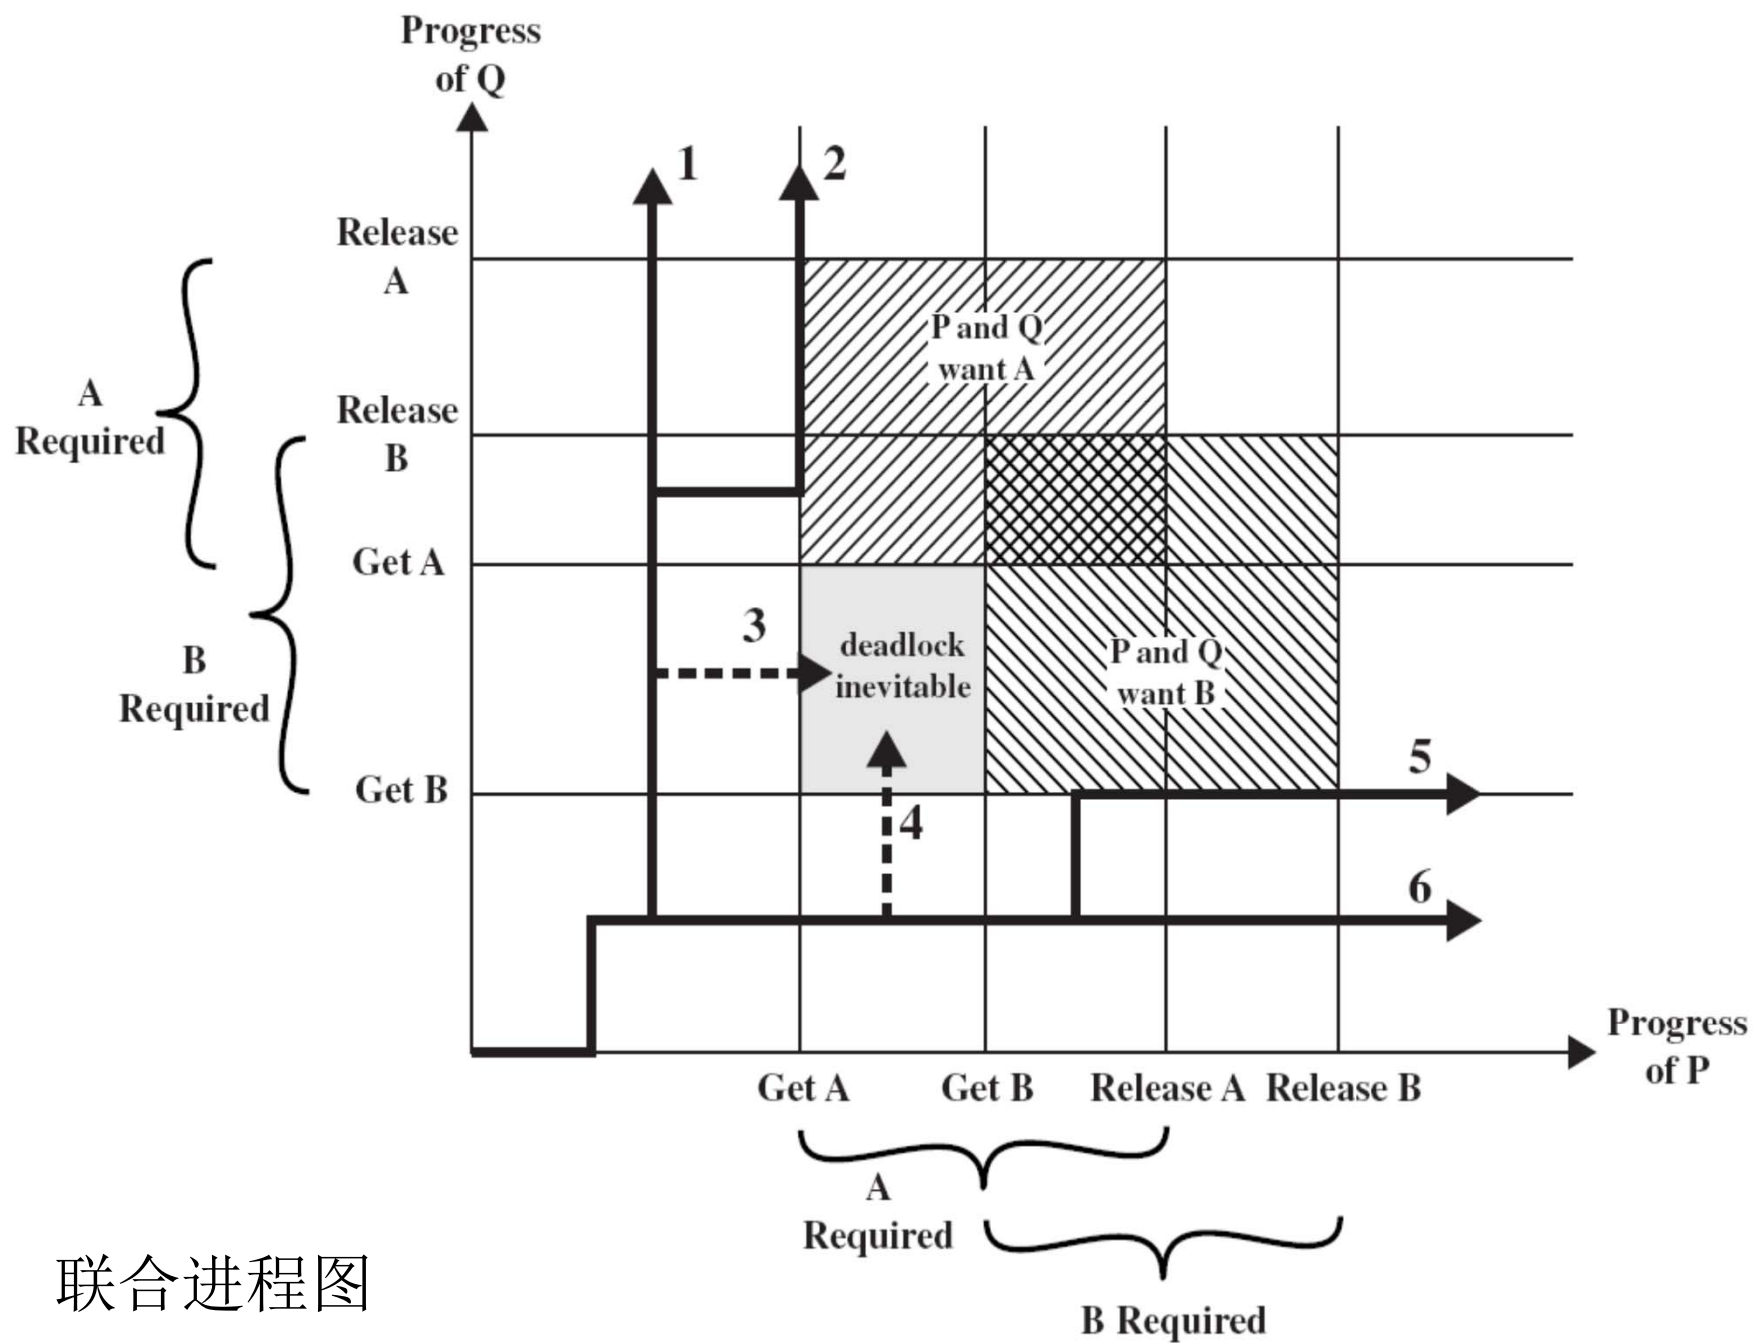 Progress
of Q
1
2
Release
A
P and Q
want A
A
Required
Release
B
Get A
3
deadlock
inevitable
P and Q
want B
B
Required
Get B
4
5
6
Progress
of P
Get A
Get B
Release A
Release B
A
Required
B Required
联合进程图